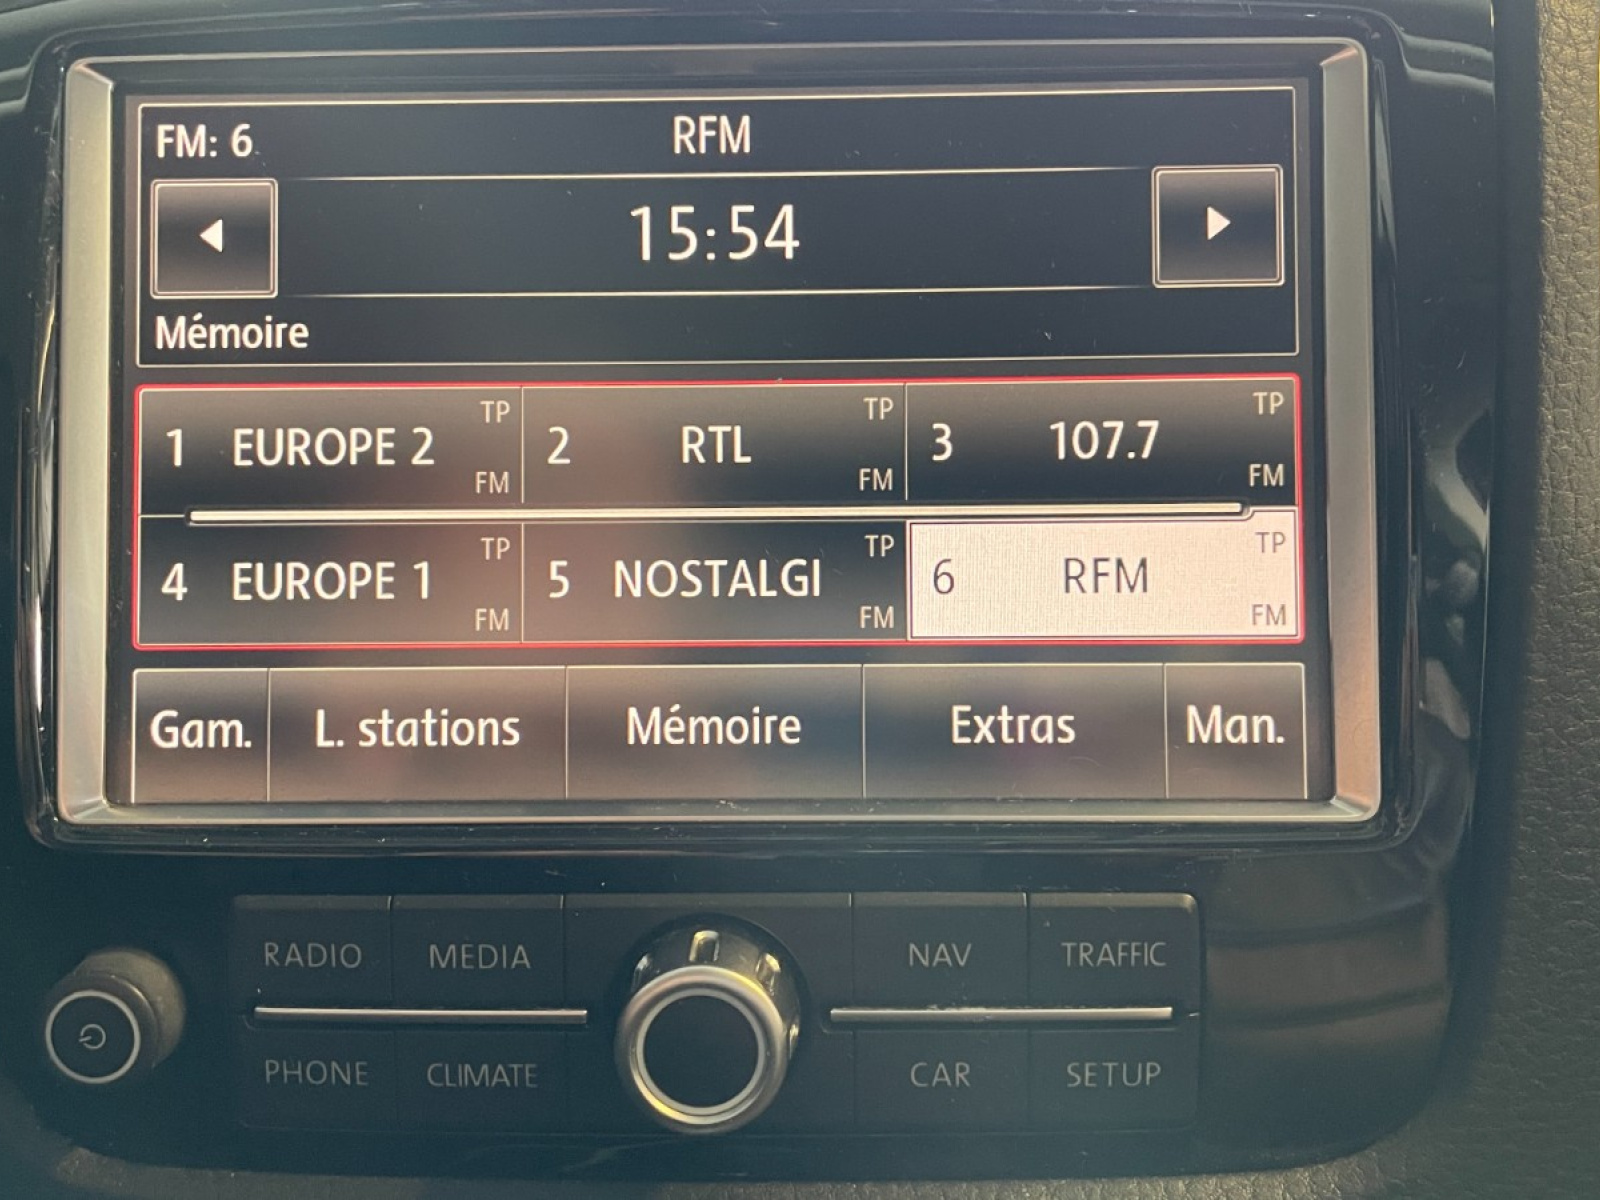 FM: 6 RFM
15:54
Mémoire
TP TP TP
1 EUROPE 2 2 RTL 3 107.7
FM FM FM
TP TP TP
4 EUROPE 1 5 NOSTALGI 6 RFM
FM FM FM
Gam. L. stations Mémoire Extras Man.
RADIO MEDIA NAV TRAFFIC
PHONE CLIMATE CAR SETUP